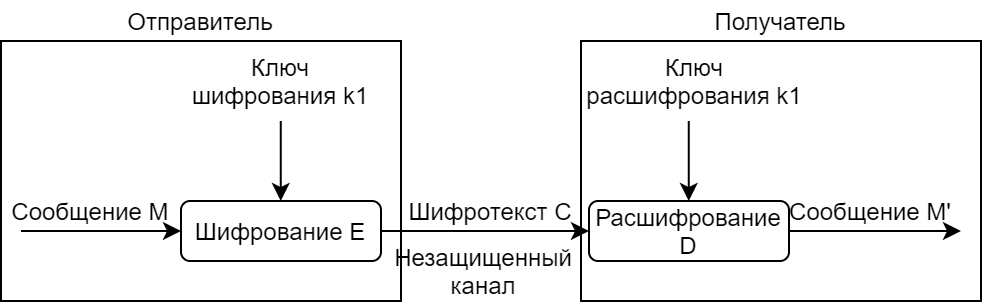 Отправитель
Получатель
Ключ
шифрования k1
Ключ
расшифрования k1
Сообщение M
Шифрование E
Шифротекст C
Незащищенный
канал
Расшифрование
D
Сообщение M'